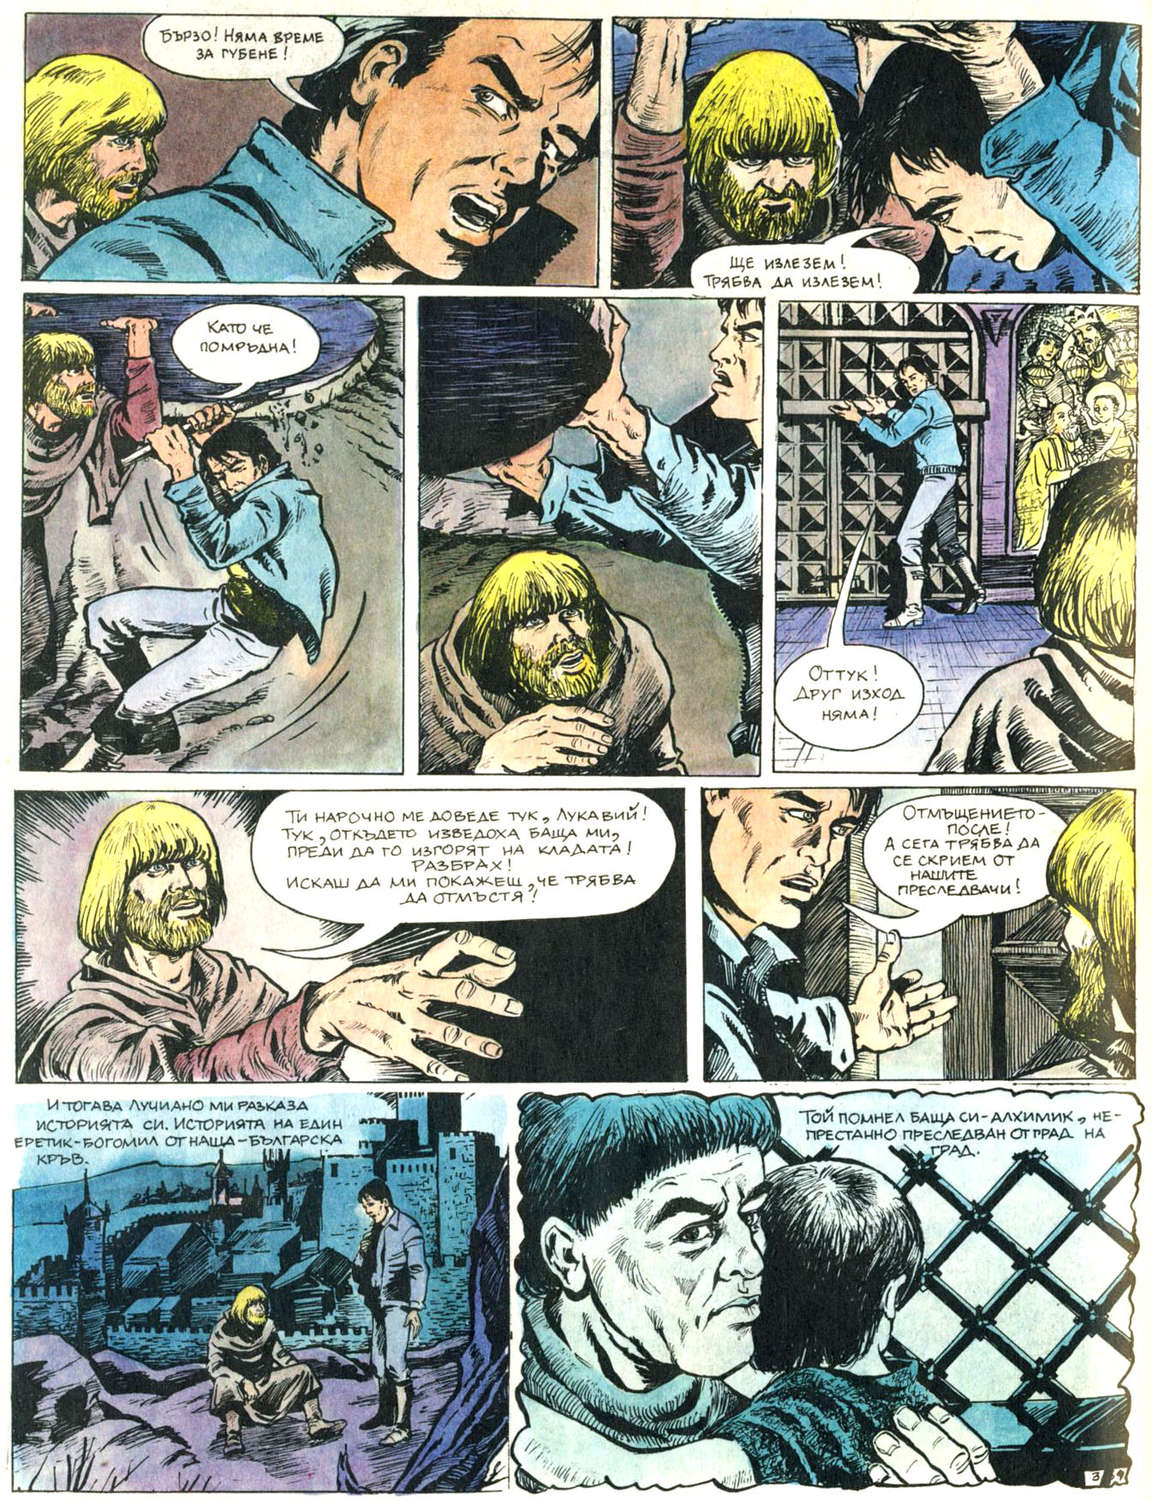 БЪРЗО! НЯМА ВРЕМЕ
ЗА ГУБЕНЕ!
ЩЕ ИЗЛЕЗЕМ!
ТРЯБВА ДА ИЗЛЕЗЕМ!
КАТО ЧЕ
ПОМРЪДНА!
ОТТУК!
ДРУГ ИЗХОД
НЯМА!
ТИ НАРОЧНО МЕ ДОВЕДЕ ТУК, ЛУКАВИЙ!
ТУК, ОТКЪДЕТО ИЗВЕДОХА БАЩА МИ,
ПРЕДИ ДА ГО ИЗГОРЯТ НА КЛАДАТА!
РАЗБРАХ!
ИСКАШ ДА МИ ПОКАЖЕШ, ЧЕ ТРЯБВА
ДА ОТМЪСТЯ?
ОТМЪЩЕНИЕТО-
ПОСЛЕ!
А СЕГА ТРЯБВА ДА
СЕ СКРИЕМ ОТ
НАШИТЕ
ПРЕСЛЕДВАЧИ!
И ТОГАВА ЛУЧИАНО МИ РАЗКАЗА
ИСТОРИЯТА СИ. ИСТОРИЯТА НА ЕДИН
ЕРЕТИК-БОГОМИЛ ОТ НАША-БЪЛГАРСКА
КРЪВ.
ТОЙ ПОМНЕЛ БАЩА СИ-АЛХИМИК, НЕ-
ПРЕСТАННО ПРЕСЛЕДВАН ОТ ГРАД НА
ГРАД.
3